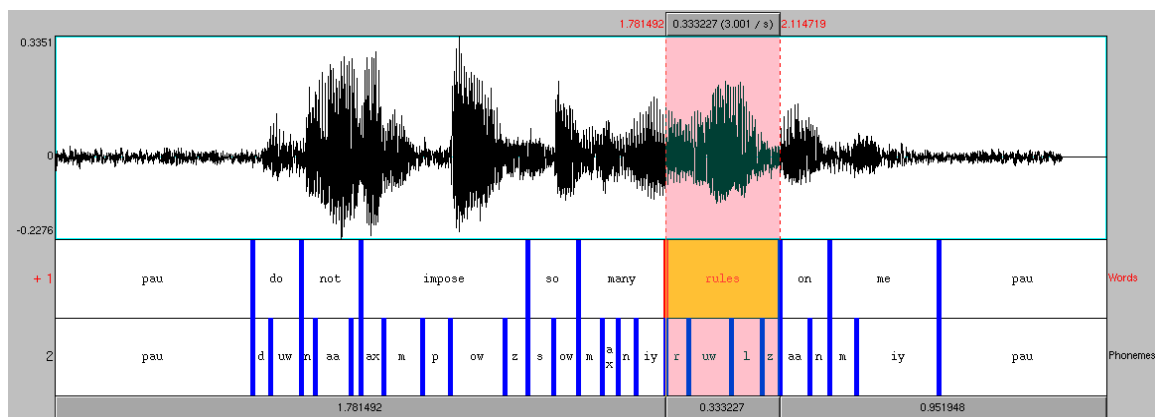 1.781492 0.333227 (3.001 / s) 2.114719
0.3351
0
-0.2276
+ 1 pau do not impose so many rules on me pau Words
2 pau d uw n aa ax m p ow z s ow m ax n iy r uw l z aa n m iy pau Phonemes
1.781492 0.333227 0.951948